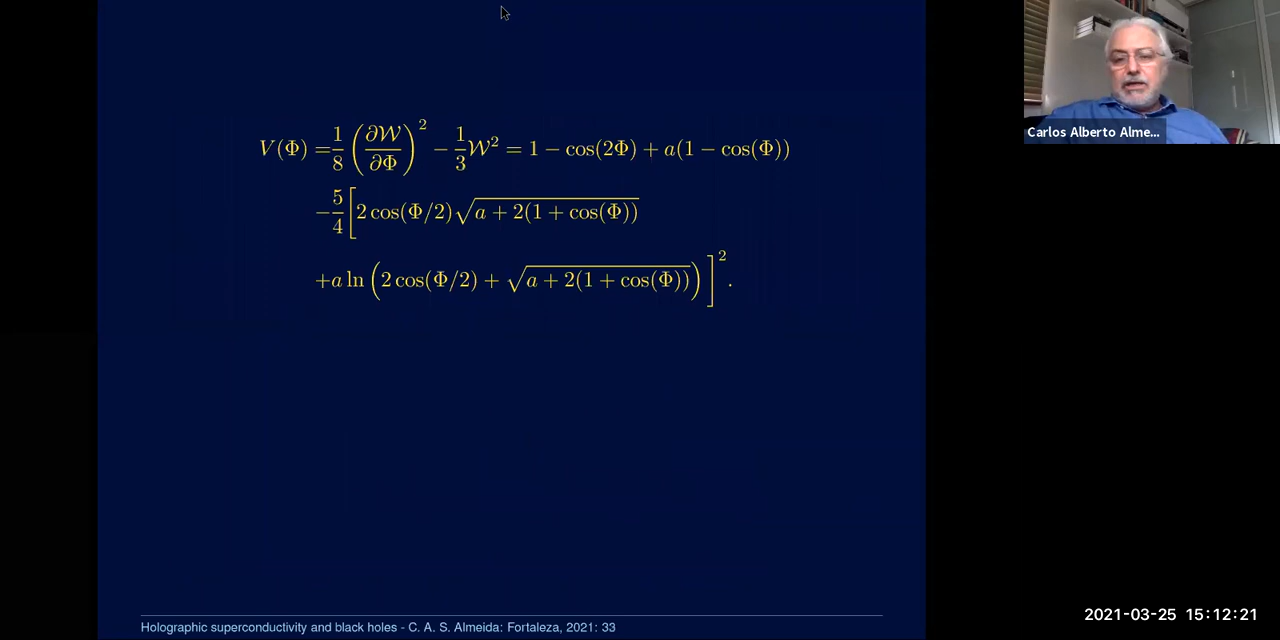 V(Φ) = 1/8 (∂𝒲/∂Φ)² − 1/3 𝒲² = 1 − cos(2Φ) + a(1 − cos(Φ))
−5/4 [2 cos(Φ/2)√(a + 2(1 + cos(Φ)))
+a ln (2 cos(Φ/2) + √(a + 2(1 + cos(Φ))))]².
Carlos Alberto Alme...
Holographic superconductivity and black holes - C. A. S. Almeida: Fortaleza, 2021: 33
2021-03-25 15:12:21